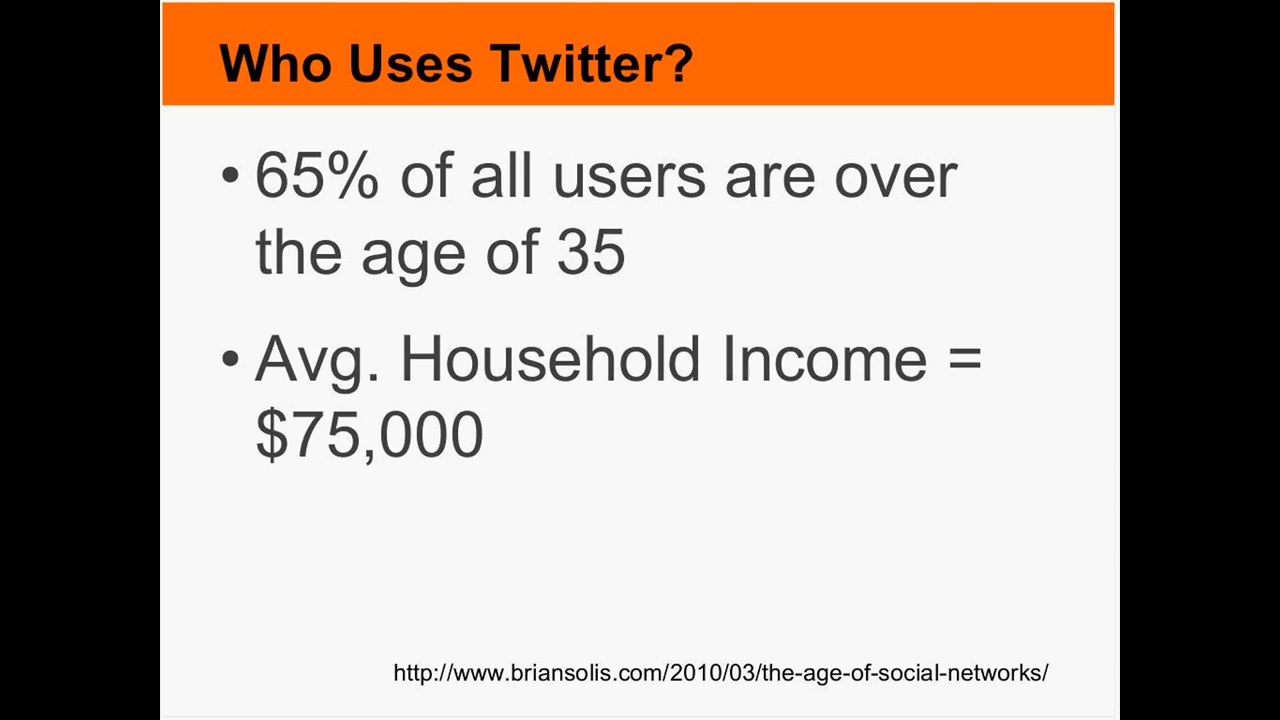 Who Uses Twitter?
• 65% of all users are over
the age of 35
• Avg. Household Income =
$75,000
http://www.briansolis.com/2010/03/the-age-of-social-networks/